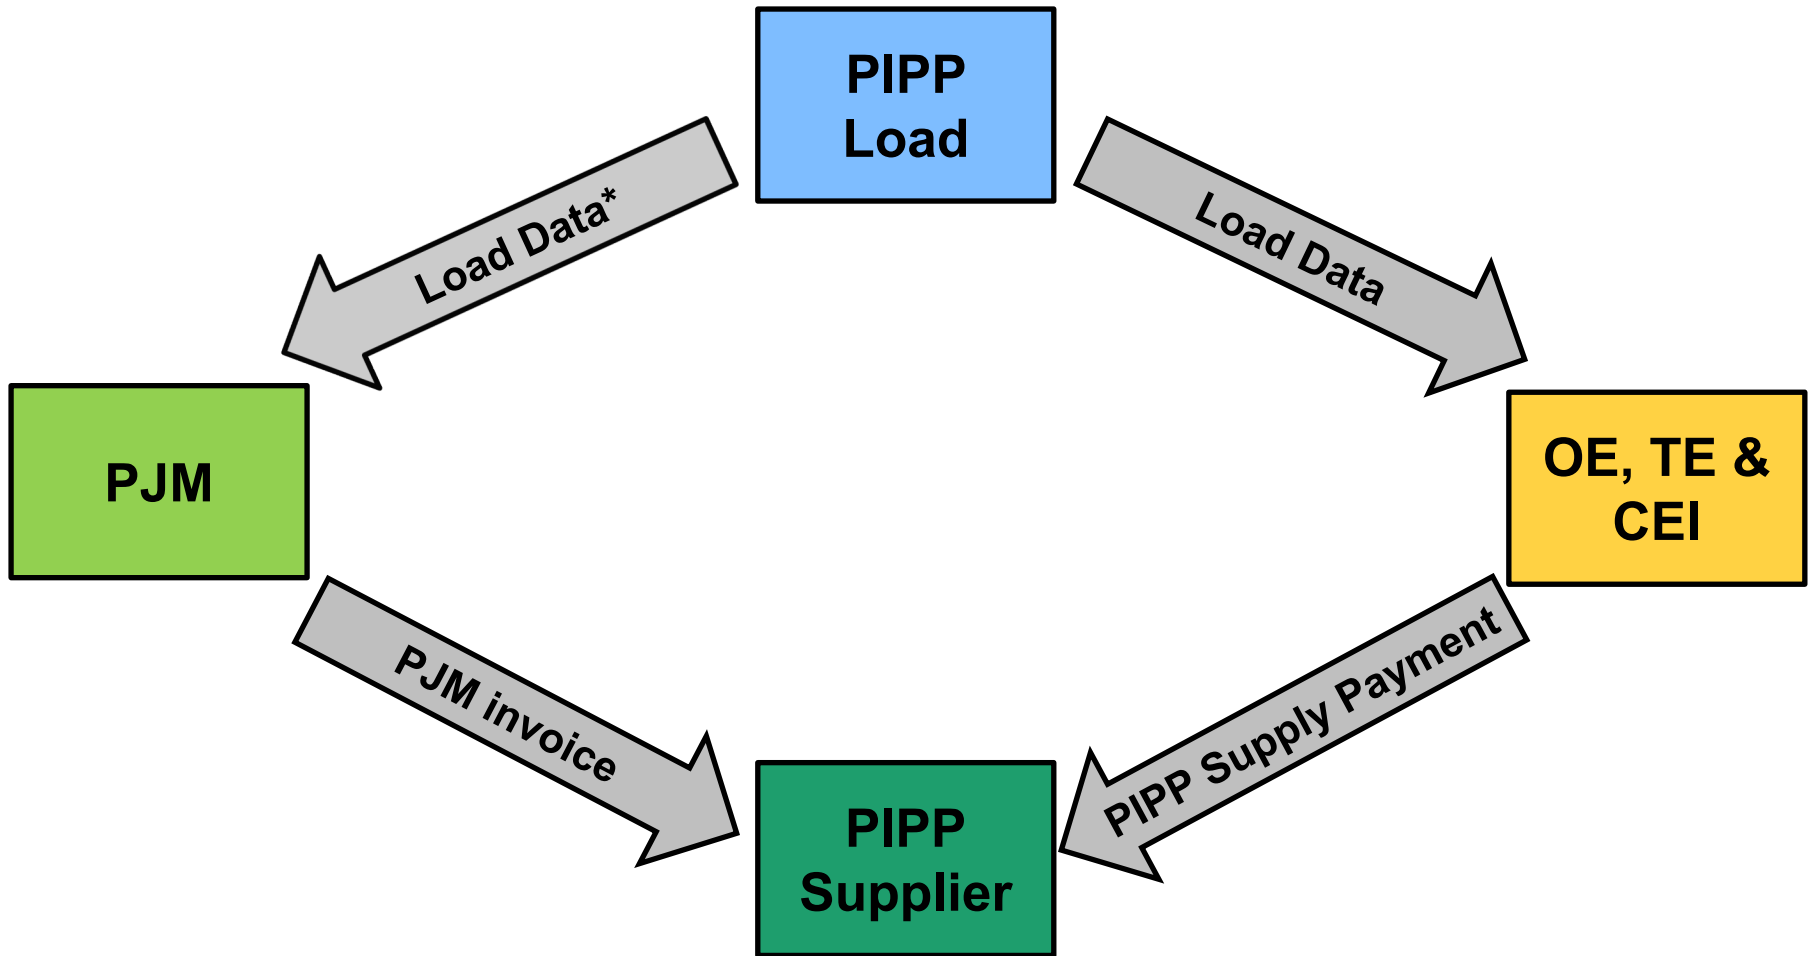 PIPP
Load
Load Data*
Load Data
PJM
OE, TE &
CEI
PJM invoice
PIPP Supply Payment
PIPP
Supplier